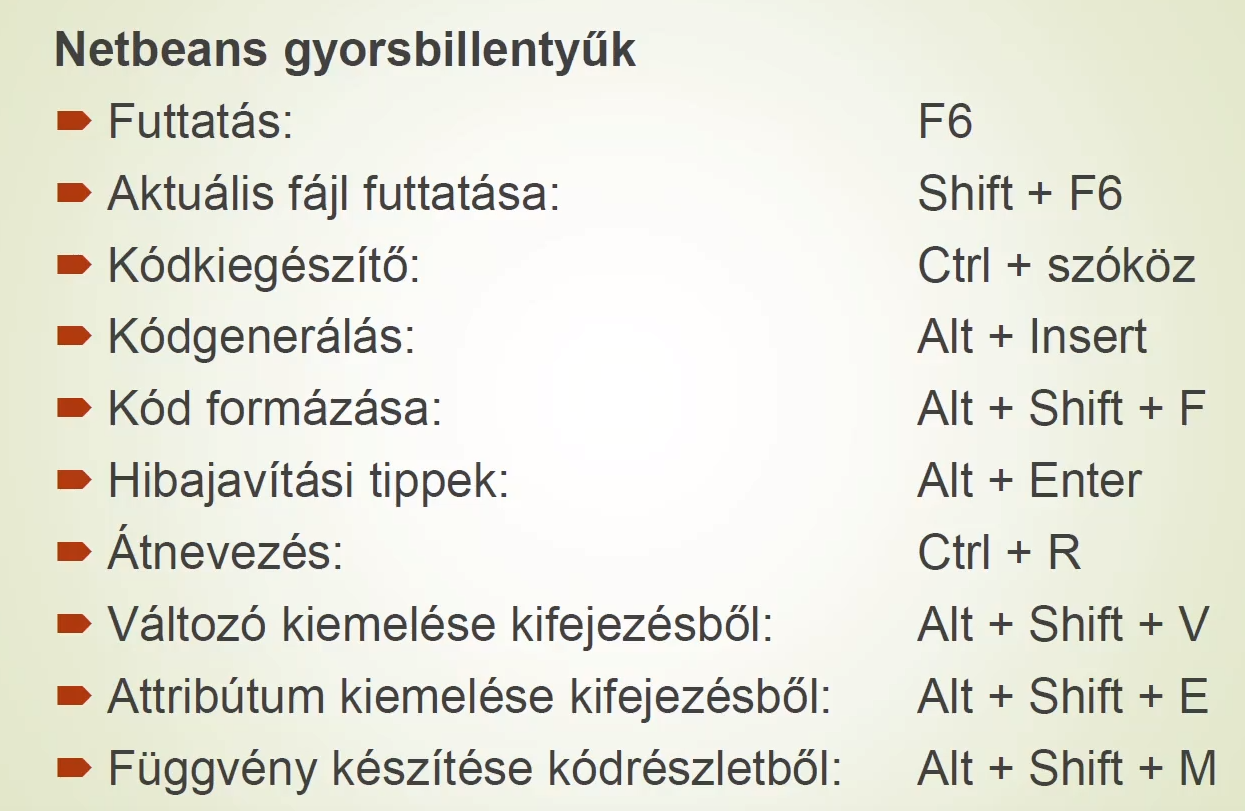 Netbeans gyorsbillentyűk
Futtatás: F6
Aktuális fájl futtatása: Shift + F6
Kódkiegészítő: Ctrl + szóköz
Kódgenerálás: Alt + Insert
Kód formázása: Alt + Shift + F
Hibajavítási tippek: Alt + Enter
Átnevezés: Ctrl + R
Változó kiemelése kifejezésből: Alt + Shift + V
Attribútum kiemelése kifejezésből: Alt + Shift + E
Függvény készítése kódrészletből: Alt + Shift + M